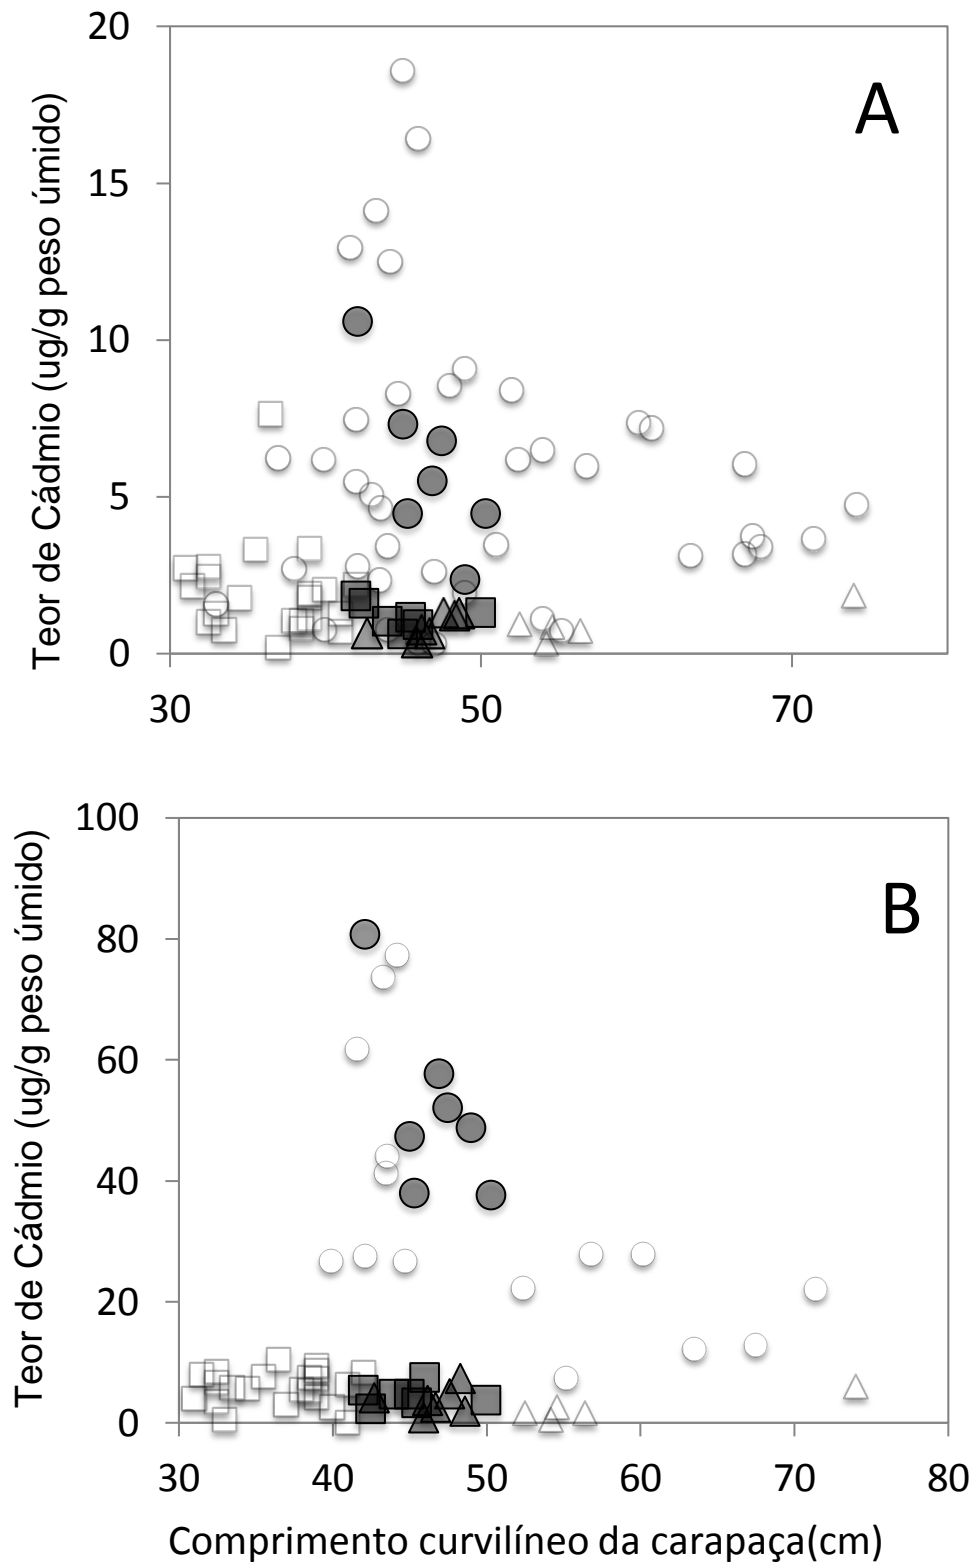 20
A
15
10
5
0
30 50 70
Teor de Cádmio (ug/g peso úmido)
100
B
80
60
40
20
0
30 40 50 60 70 80
Teor de Cádmio (ug/g peso úmido)
Comprimento curvilíneo da carapaça(cm)